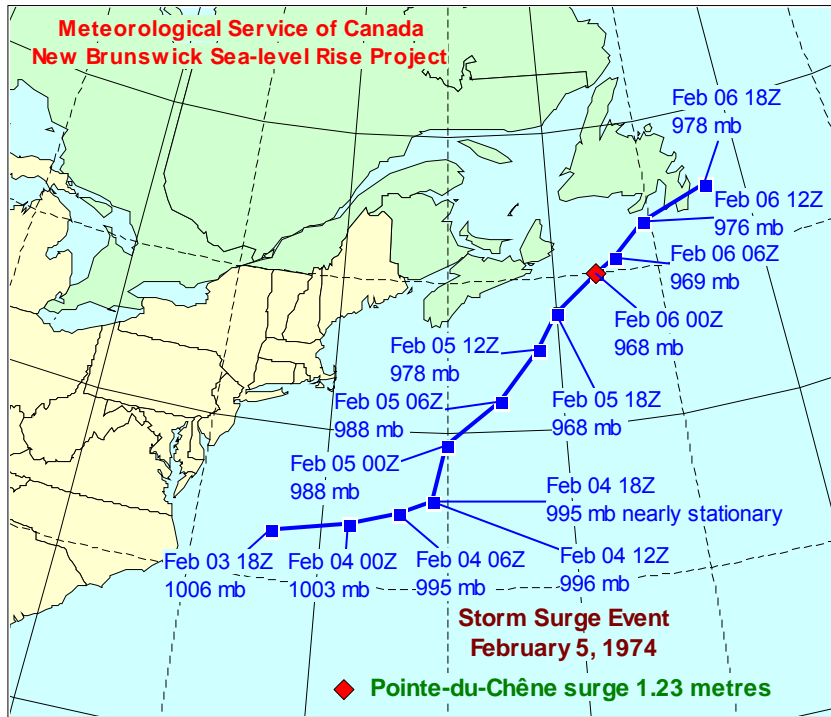 Meteorological Service of Canada
New Brunswick Sea-level Rise Project
Feb 06 18Z
978 mb
Feb 06 12Z
976 mb
Feb 06 06Z
969 mb
Feb 06 00Z
968 mb
Feb 05 12Z
978 mb
Feb 05 18Z
968 mb
Feb 05 06Z
988 mb
Feb 05 00Z
988 mb
Feb 04 18Z
995 mb nearly stationary
Feb 03 18Z
1006 mb
Feb 04 00Z
1003 mb
Feb 04 06Z
995 mb
Feb 04 12Z
996 mb
Storm Surge Event
February 5, 1974
Pointe-du-Chêne surge 1.23 metres